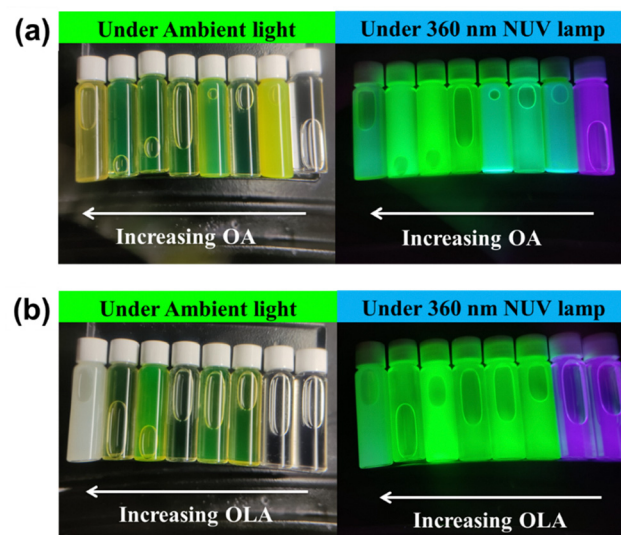 (a)
Under Ambient light
Under 360 nm NUV lamp
Increasing OA
Increasing OA
(b)
Under Ambient light
Under 360 nm NUV lamp
Increasing OLA
Increasing OLA